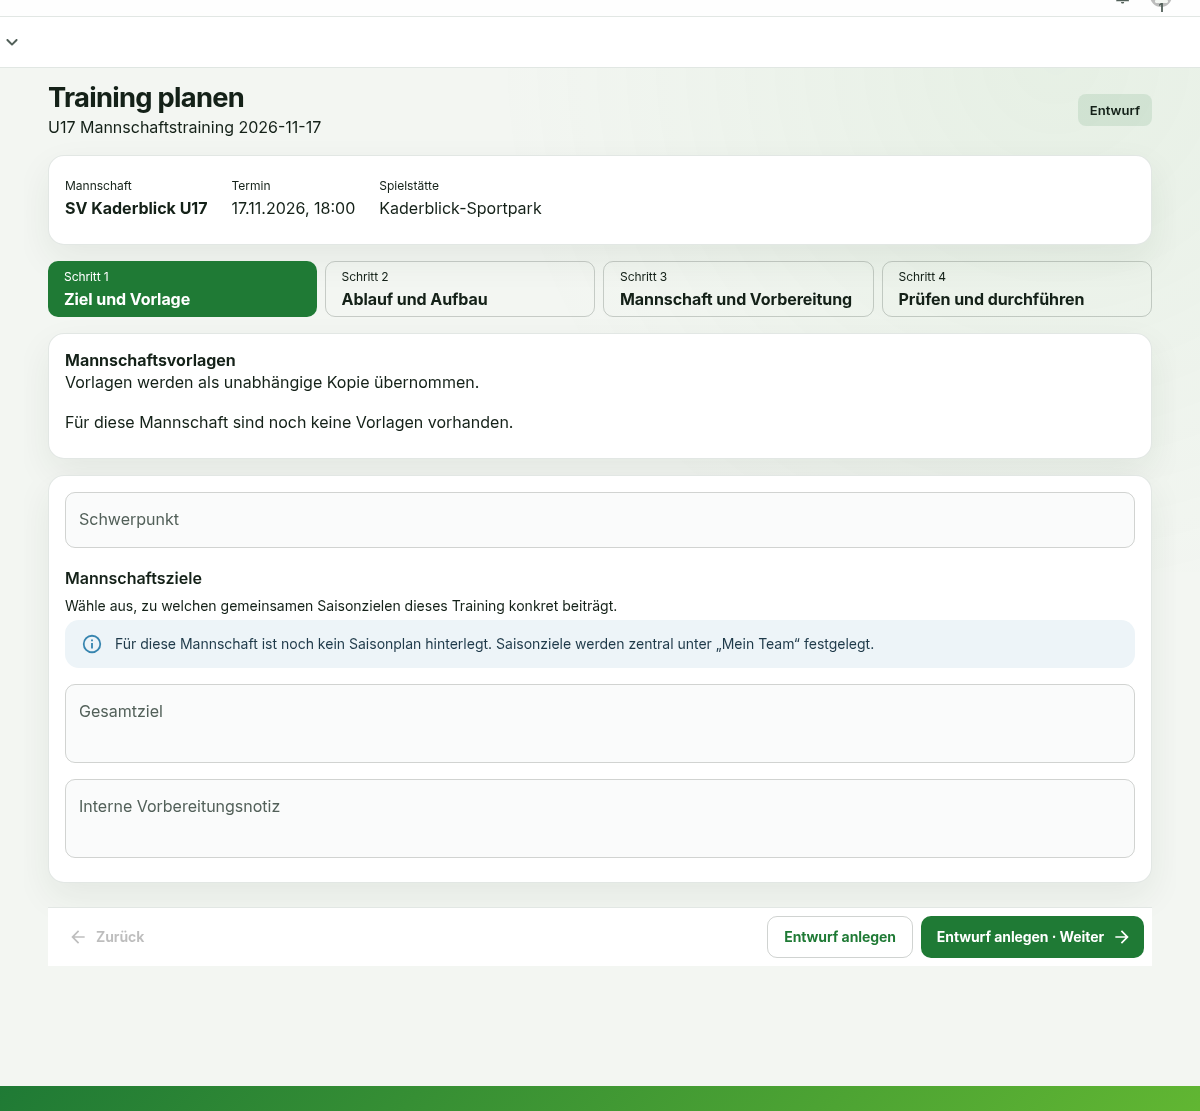 1
Training planen
U17 Mannschaftstraining 2026-11-17
Entwurf
Mannschaft
SV Kaderblick U17
Termin
17.11.2026, 18:00
Spielstätte
Kaderblick-Sportpark
Schritt 1
Ziel und Vorlage
Schritt 2
Ablauf und Aufbau
Schritt 3
Mannschaft und Vorbereitung
Schritt 4
Prüfen und durchführen
Mannschaftsvorlagen
Vorlagen werden als unabhängige Kopie übernommen.
Für diese Mannschaft sind noch keine Vorlagen vorhanden.
Schwerpunkt
Mannschaftsziele
Wähle aus, zu welchen gemeinsamen Saisonzielen dieses Training konkret beiträgt.
Für diese Mannschaft ist noch kein Saisonplan hinterlegt. Saisonziele werden zentral unter „Mein Team“ festgelegt.
Gesamtziel
Interne Vorbereitungsnotiz
Zurück
Entwurf anlegen
Entwurf anlegen · Weiter